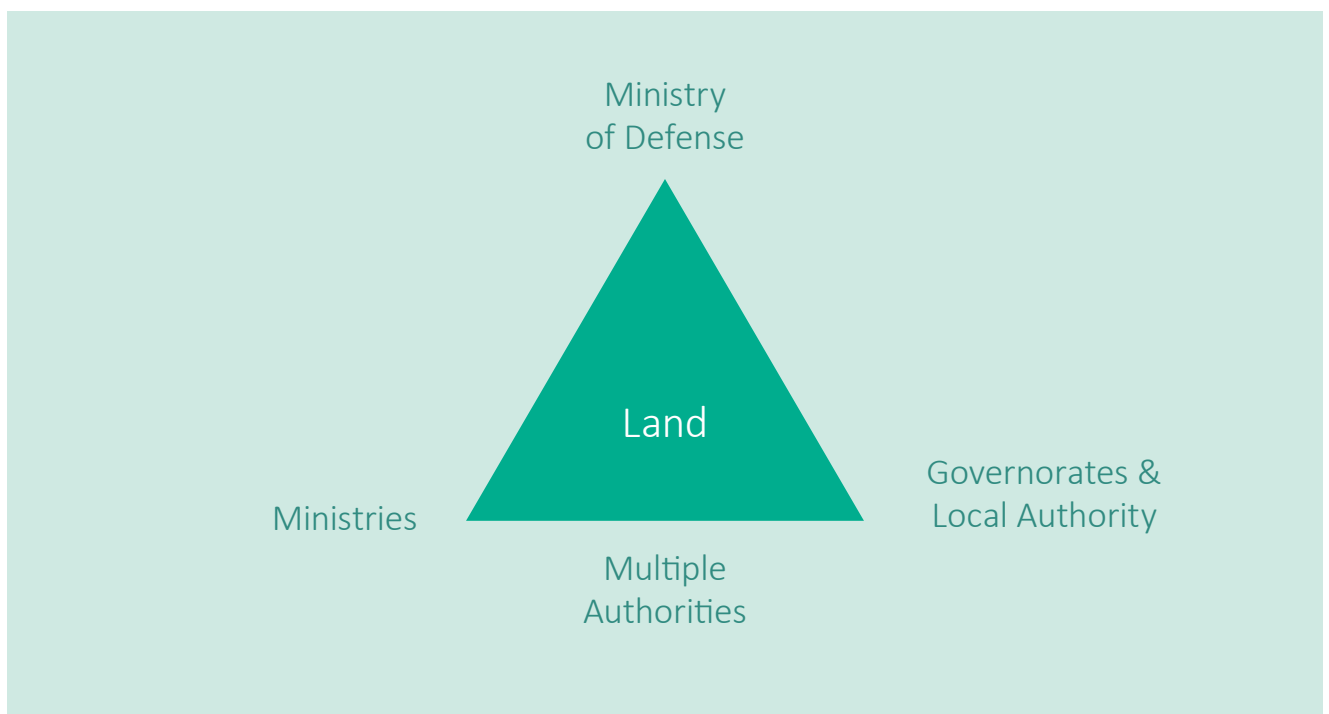 Ministry
of Defense
Land
Ministries
Governorates &
Local Authority
Multiple
Authorities